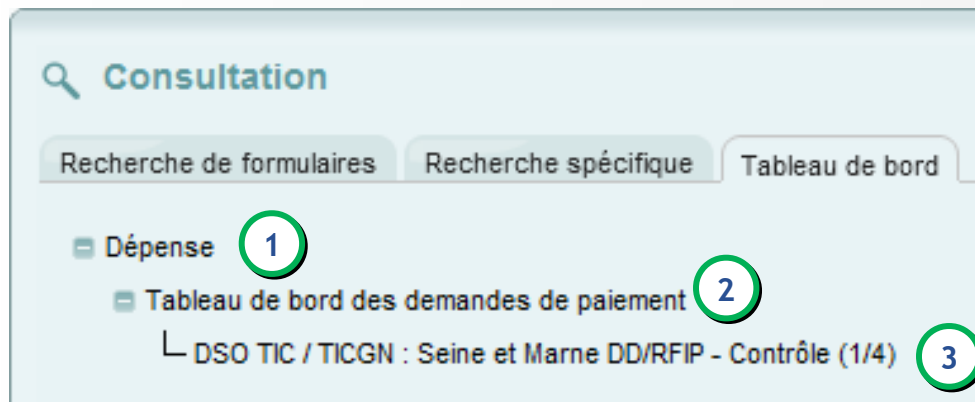 Consultation
Recherche de formulaires Recherche spécifique Tableau de bord
Dépense 1
Tableau de bord des demandes de paiement 2
DSO TIC / TICGN : Seine et Marne DD/RFIP - Contrôle (1/4) 3